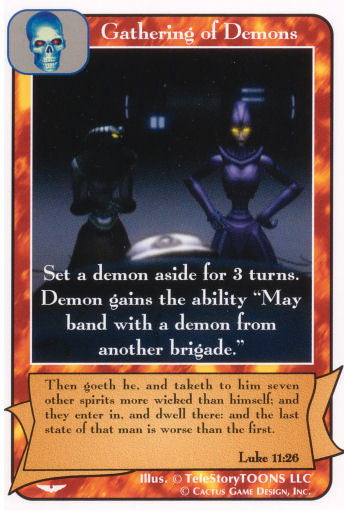 Gathering of Demons
Set a demon aside for 3 turns.
Demon gains the ability “May
band with a demon from
another brigade.”
Then goeth he, and taketh to him seven
other spirits more wicked than himself; and
they enter in, and dwell there: and the last
state of that man is worse than the first.
Luke 11:26
Illus. © TeleStoryTOONS LLC
© Cactus Game Design, Inc.